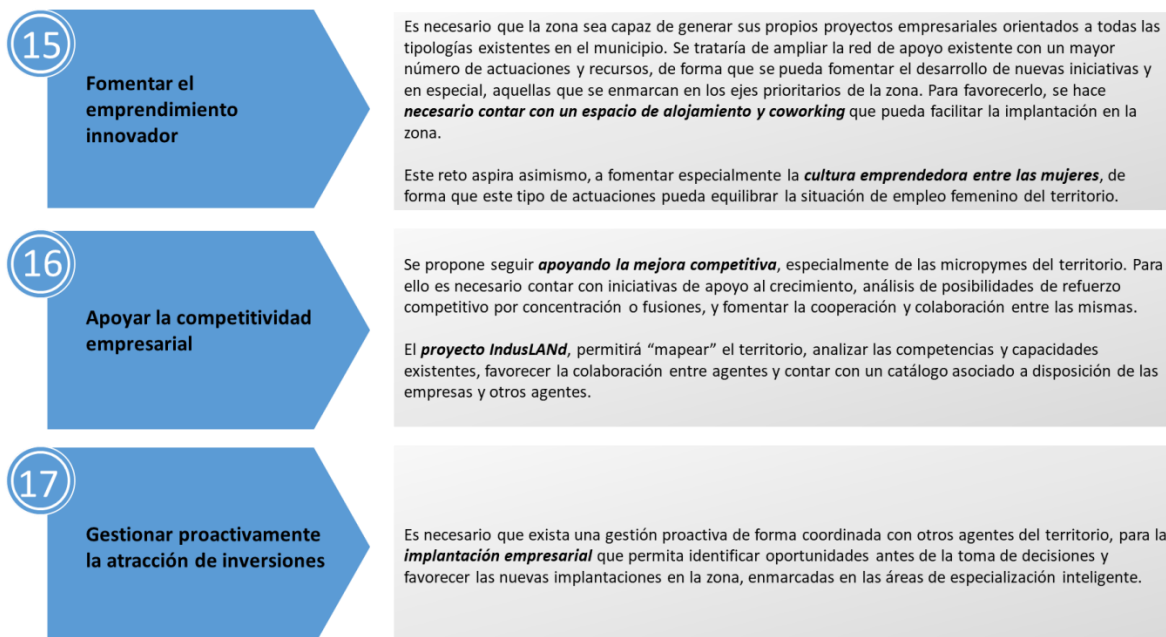 15
Fomentar el
emprendimiento
innovador
Es necesario que la zona sea capaz de generar sus propios proyectos empresariales orientados a todas las
tipologías existentes en el municipio. Se trataría de ampliar la red de apoyo existente con un mayor
número de actuaciones y recursos, de forma que se pueda fomentar el desarrollo de nuevas iniciativas y
en especial, aquellas que se enmarcan en los ejes prioritarios de la zona. Para favorecerlo, se hace
necesario contar con un espacio de alojamiento y coworking que pueda facilitar la implantación en la
zona.
Este reto aspira asimismo, a fomentar especialmente la cultura emprendedora entre las mujeres, de
forma que este tipo de actuaciones pueda equilibrar la situación de empleo femenino del territorio.
16
Apoyar la competitividad
empresarial
Se propone seguir apoyando la mejora competitiva, especialmente de las micropymes del territorio. Para
ello es necesario contar con iniciativas de apoyo al crecimiento, análisis de posibilidades de refuerzo
competitivo por concentración o fusiones, y fomentar la cooperación y colaboración entre las mismas.
El proyecto IndusLANd, permitirá “mapear” el territorio, analizar las competencias y capacidades
existentes, favorecer la colaboración entre agentes y contar con un catálogo asociado a disposición de las
empresas y otros agentes.
17
Gestionar proactivamente
la atracción de inversiones
Es necesario que exista una gestión proactiva de forma coordinada con otros agentes del territorio, para la
implantación empresarial que permita identificar oportunidades antes de la toma de decisiones y
favorecer las nuevas implantaciones en la zona, enmarcadas en las áreas de especialización inteligente.